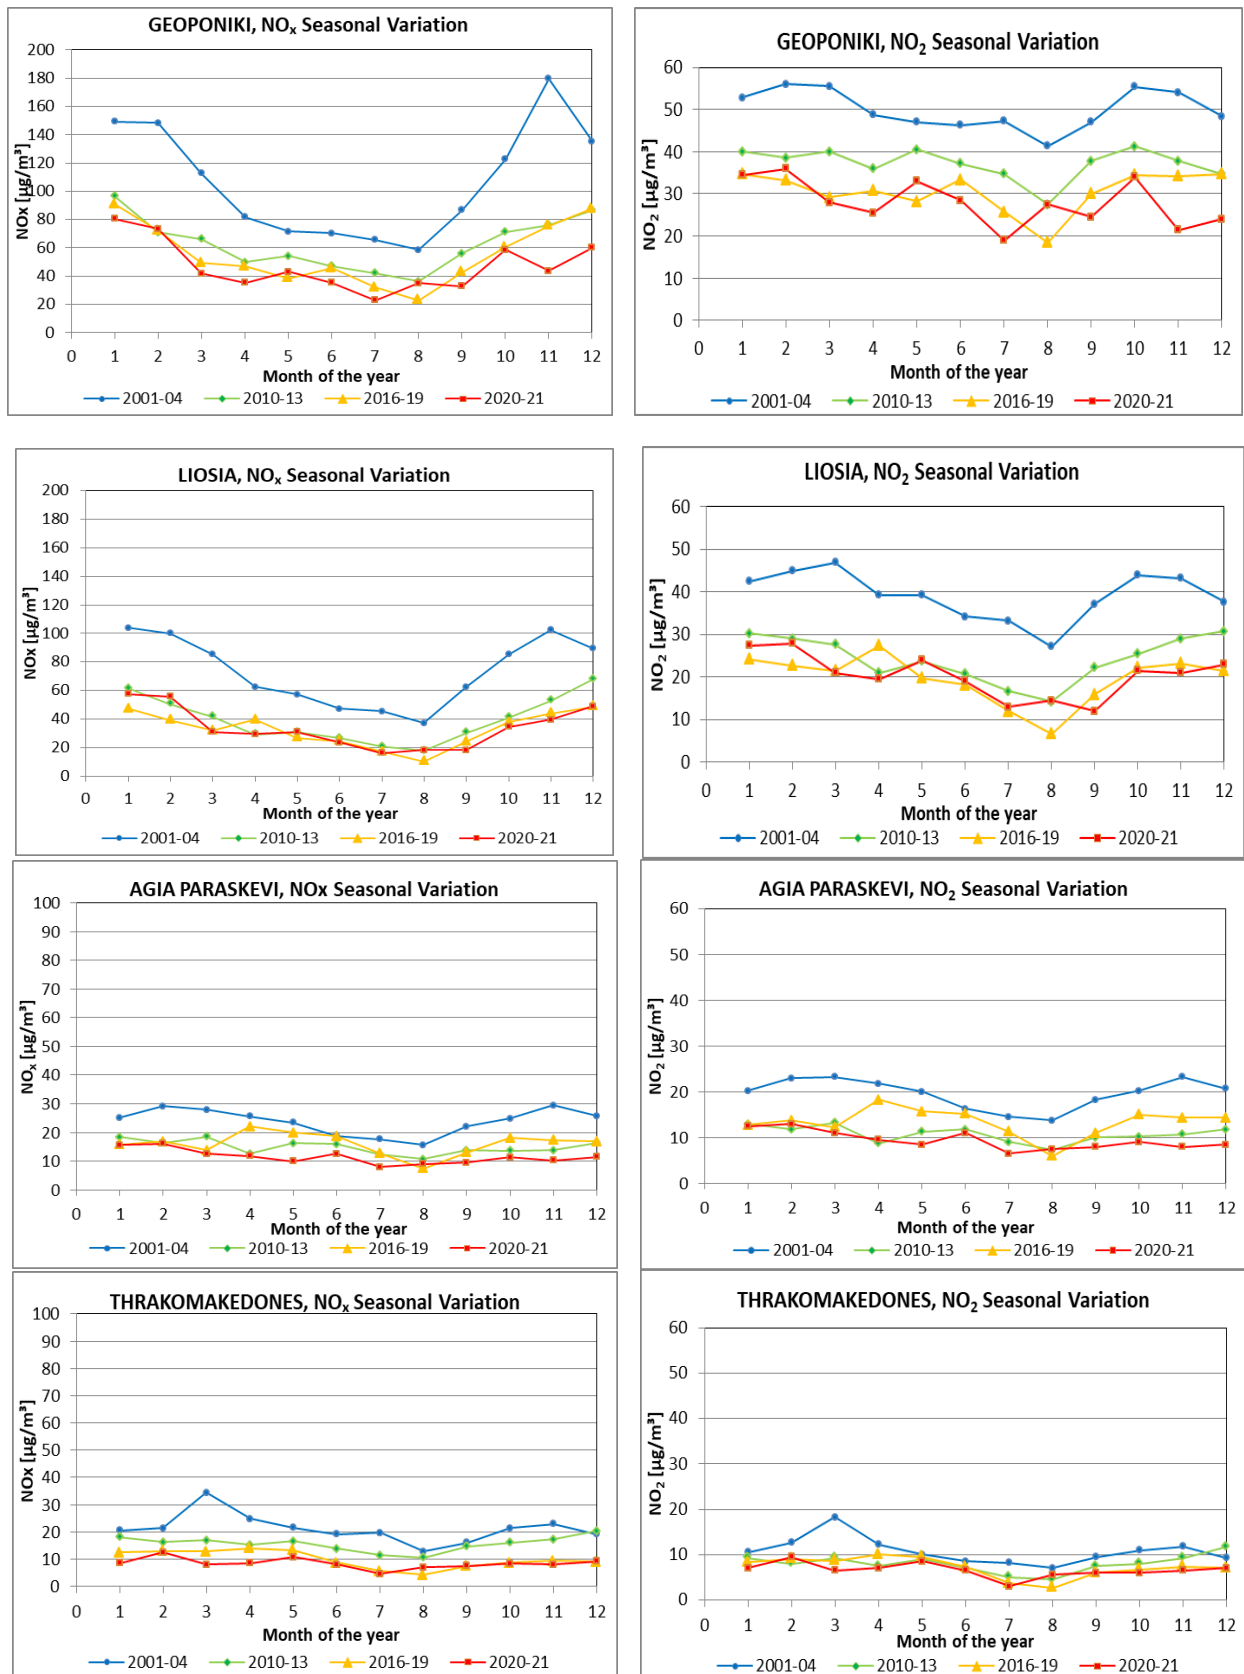 GEOPONIKI, NOₓ Seasonal Variation
200
180
160
140
120
100
80
60
40
20
0
NOx [µg/m³]
0 1 2 3 4 5 6 7 8 9 10 11 12
Month of the year
2001-04 2010-13 2016-19 2020-21
GEOPONIKI, NO₂ Seasonal Variation
60
50
40
30
20
10
0
NO₂ [µg/m³]
0 1 2 3 4 5 6 7 8 9 10 11 12
Month of the year
2001-04 2010-13 2016-19 2020-21
LIOSIA, NOₓ Seasonal Variation
200
180
160
140
120
100
80
60
40
20
0
NOx [µg/m³]
0 1 2 3 4 5 6 7 8 9 10 11 12
Month of the year
2001-04 2010-13 2016-19 2020-21
LIOSIA, NO₂ Seasonal Variation
60
50
40
30
20
10
0
NO₂ [µg/m³]
0 1 2 3 4 5 6 7 8 9 10 11 12
Month of the year
2001-04 2010-13 2016-19 2020-21
AGIA PARASKEVI, NOx Seasonal Variation
100
90
80
70
60
50
40
30
20
10
0
NOₓ [µg/m³]
0 1 2 3 4 5 6 7 8 9 10 11 12
Month of the year
2001-04 2010-13 2016-19 2020-21
AGIA PARASKEVI, NO₂ Seasonal Variation
60
50
40
30
20
10
0
NO₂ [µg/m³]
0 1 2 3 4 5 6 7 8 9 10 11 12
Month of the year
2001-04 2010-13 2016-19 2020-21
THRAKOMAKEDONES, NOₓ Seasonal Variation
100
90
80
70
60
50
40
30
20
10
0
NOx [µg/m³]
0 1 2 3 4 5 6 7 8 9 10 11 12
Month of the year
2001-04 2010-13 2016-19 2020-21
THRAKOMAKEDONES, NO₂ Seasonal Variation
60
50
40
30
20
10
0
NO₂ [µg/m³]
0 1 2 3 4 5 6 7 8 9 10 11 12
Month of the year
2001-04 2010-13 2016-19 2020-21